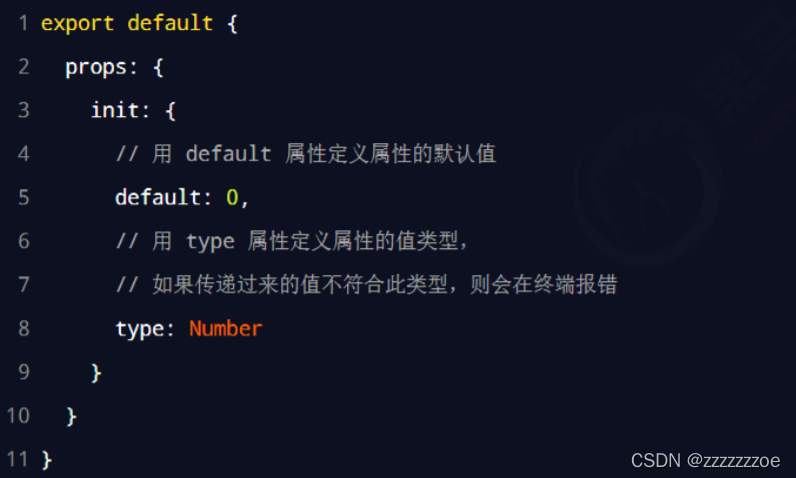 1 export default {
2 props: {
3 init: {
4 // 用 default 属性定义属性的默认值
5 default: 0,
6 // 用 type 属性定义属性的值类型，
7 // 如果传递过来的值不符合此类型，则会在终端报错
8 type: Number
9 }
10 }
11 }
CSDN @zzzzzzzoe